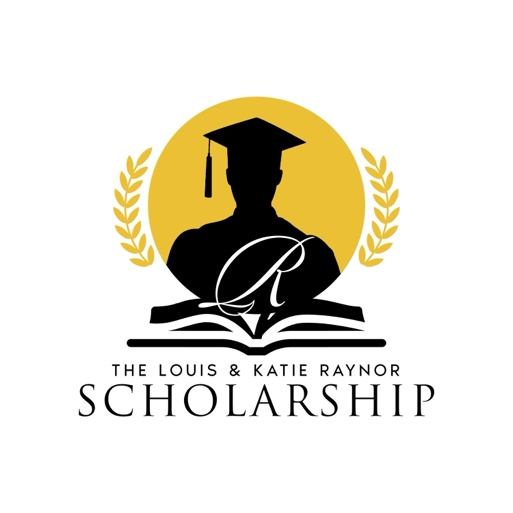 R
THE LOUIS & KATIE RAYNOR
SCHOLARSHIP